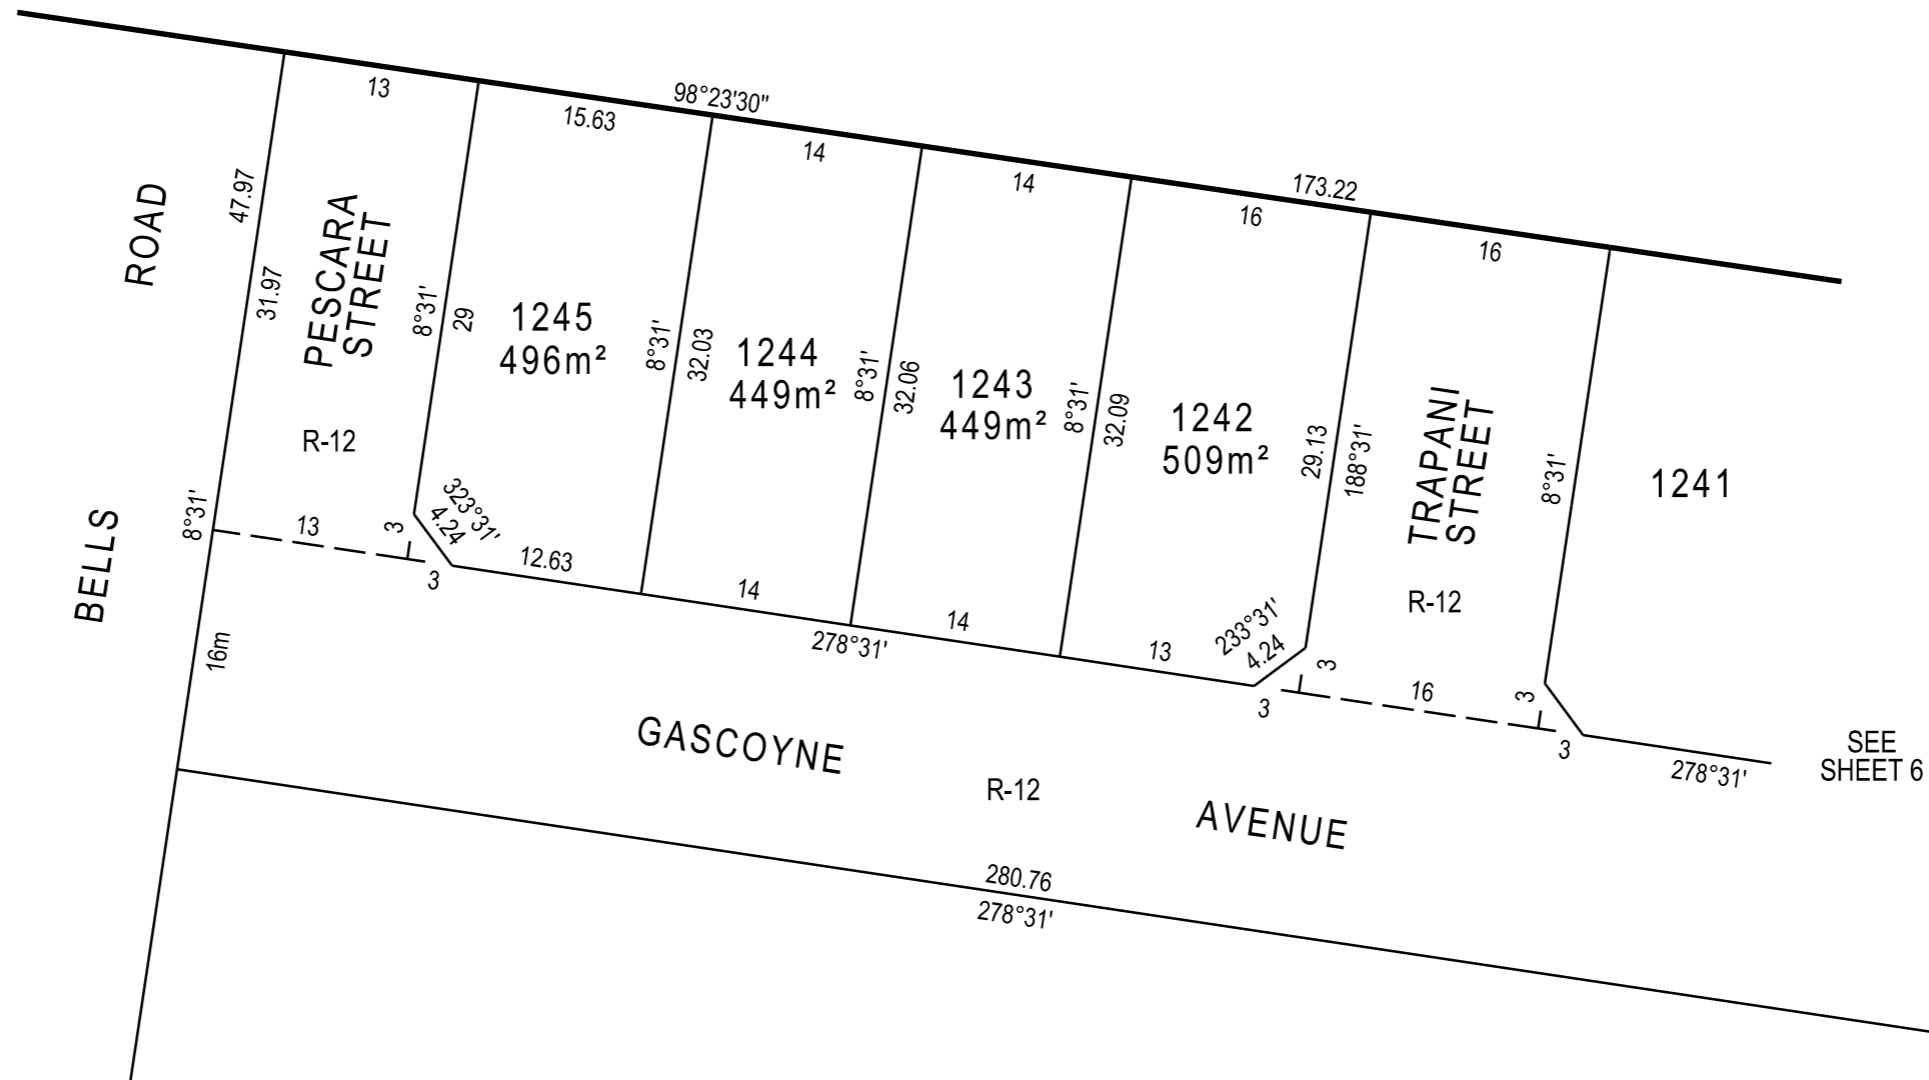 13
98°23'30"
15.63
14
14
173.22
16
16
47.97
31.97
ROAD
BELLS
8°31'
16m
PESCARA
STREET
R-12
13
3
3
8°31'
29
323°31'
4.24
12.63
1245
496m²
8°31'
32.03
1244
449m²
14
8°31'
32.06
1243
449m²
14
278°31'
8°31'
32.09
1242
509m²
13
29.13
188°31'
233°31'
4.24
3
3
TRAPANI
STREET
R-12
16
3
3
8°31'
1241
278°31'
SEE
SHEET 6
GASCOYNE
R-12
AVENUE
280.76
278°31'